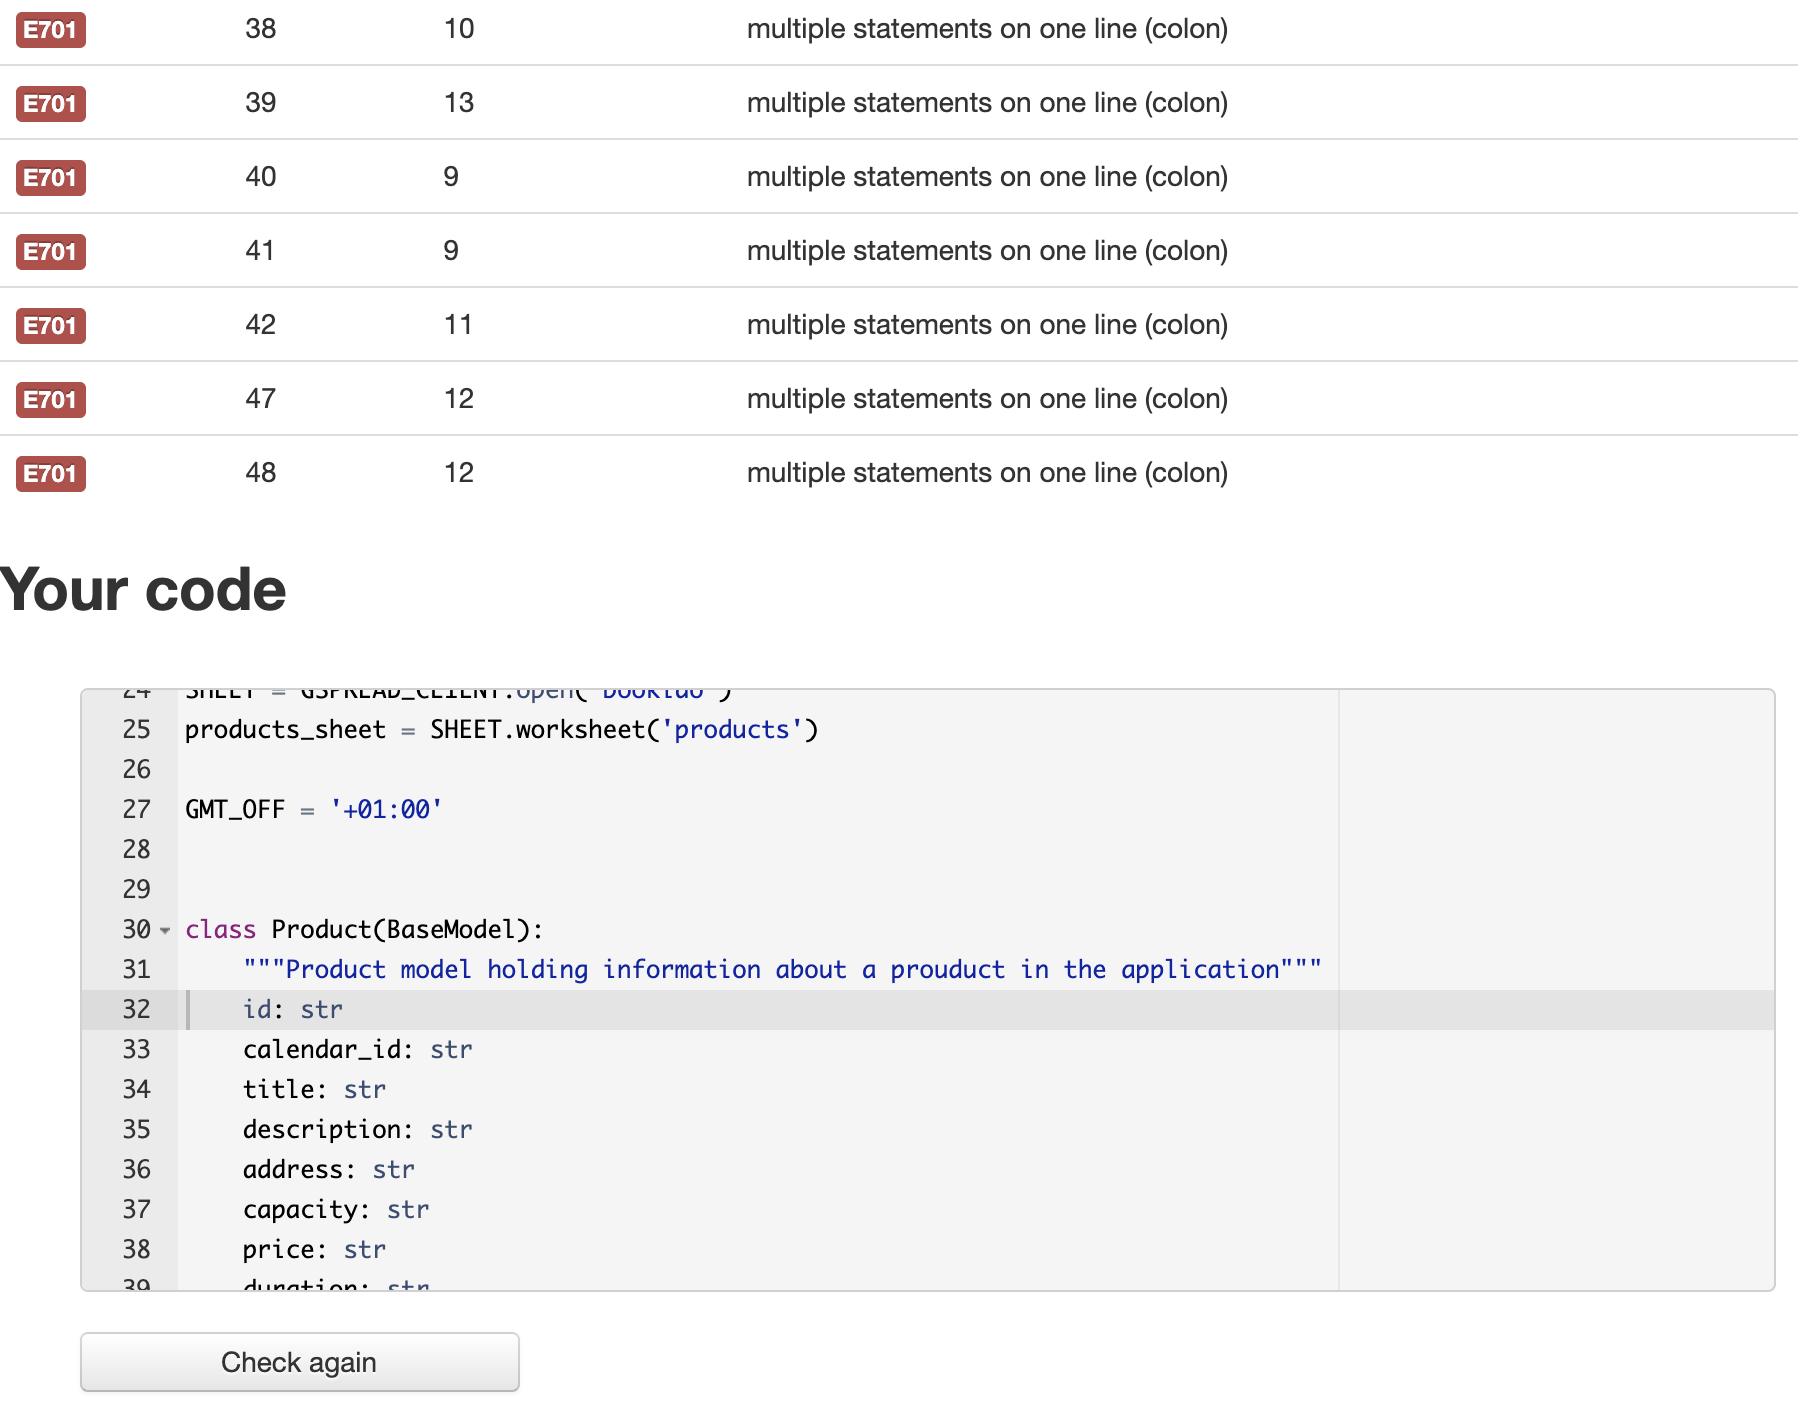 E701 38 10 multiple statements on one line (colon)
E701 39 13 multiple statements on one line (colon)
E701 40 9 multiple statements on one line (colon)
E701 41 9 multiple statements on one line (colon)
E701 42 11 multiple statements on one line (colon)
E701 47 12 multiple statements on one line (colon)
E701 48 12 multiple statements on one line (colon)
Your code
24 SHEET = GSPREAD_CLIENT.open(
25 products_sheet = SHEET.worksheet('products')
26
27 GMT_OFF = '+01:00'
28
29
30 class Product(BaseModel):
31 """Product model holding information about a prouduct in the application"""
32 id: str
33 calendar_id: str
34 title: str
35 description: str
36 address: str
37 capacity: str
38 price: str
39 duration: str
Check again